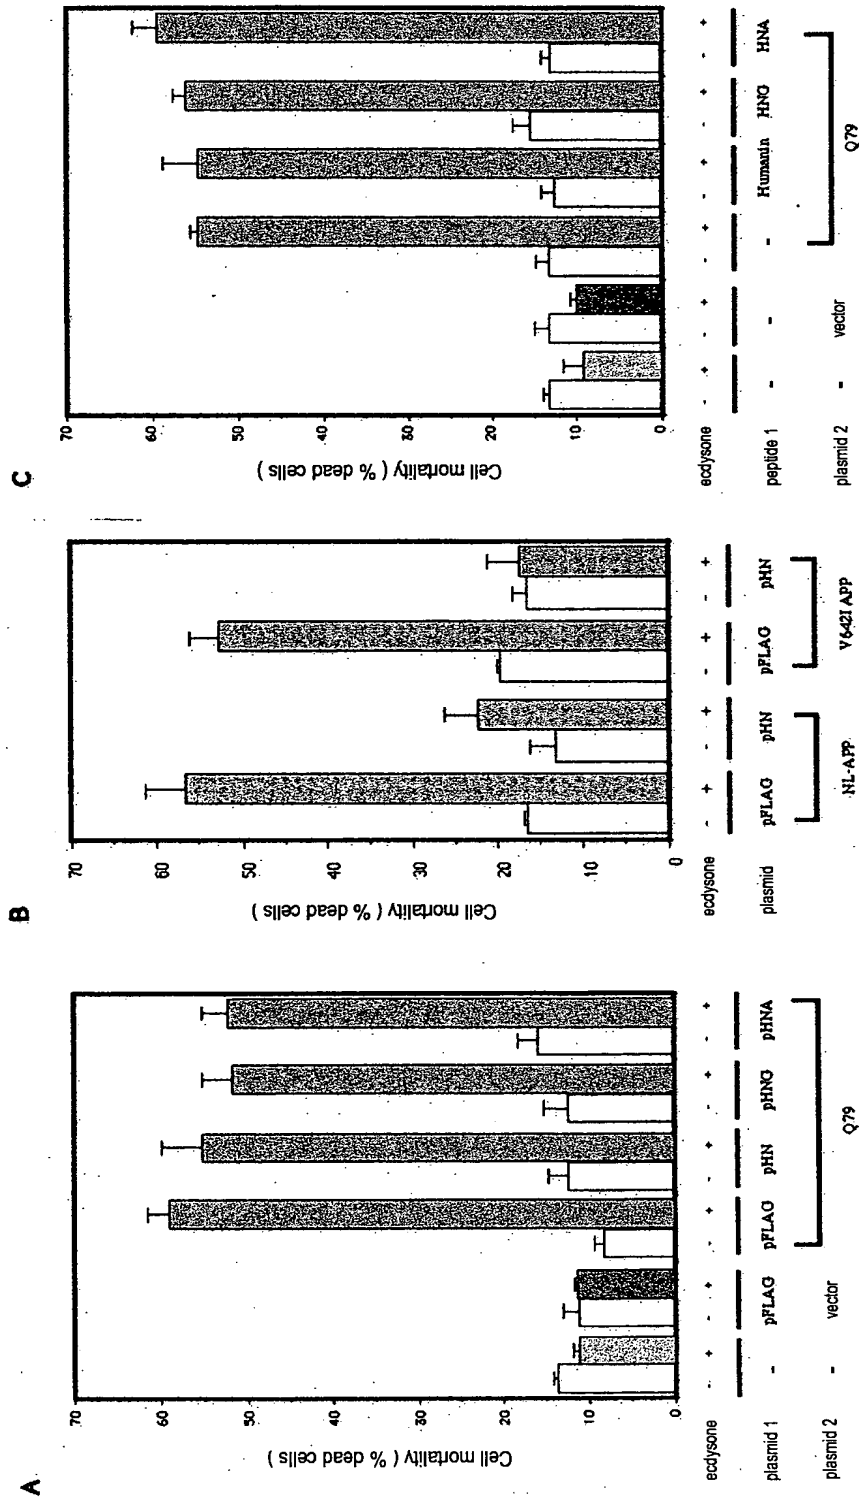 A
Cell mortality ( % dead cells )
70
60
50
40
30
20
10
0
ecdysone - + - + - + - + - + - +
plasmid 1 - pFLAG pFLAG pHN pHNG pHNA
plasmid 2 - vector Q79
B
Cell mortality ( % dead cells )
70
60
50
40
30
20
10
0
ecdysone - + - + - + - +
plasmid pFLAG pHN pFLAG pHN
NL-APP V642I APP
C
Cell mortality ( % dead cells )
70
60
50
40
30
20
10
0
ecdysone - + - + - + - + - + - +
peptide 1 - - - Humanin HNG HNA
plasmid 2 - vector Q79